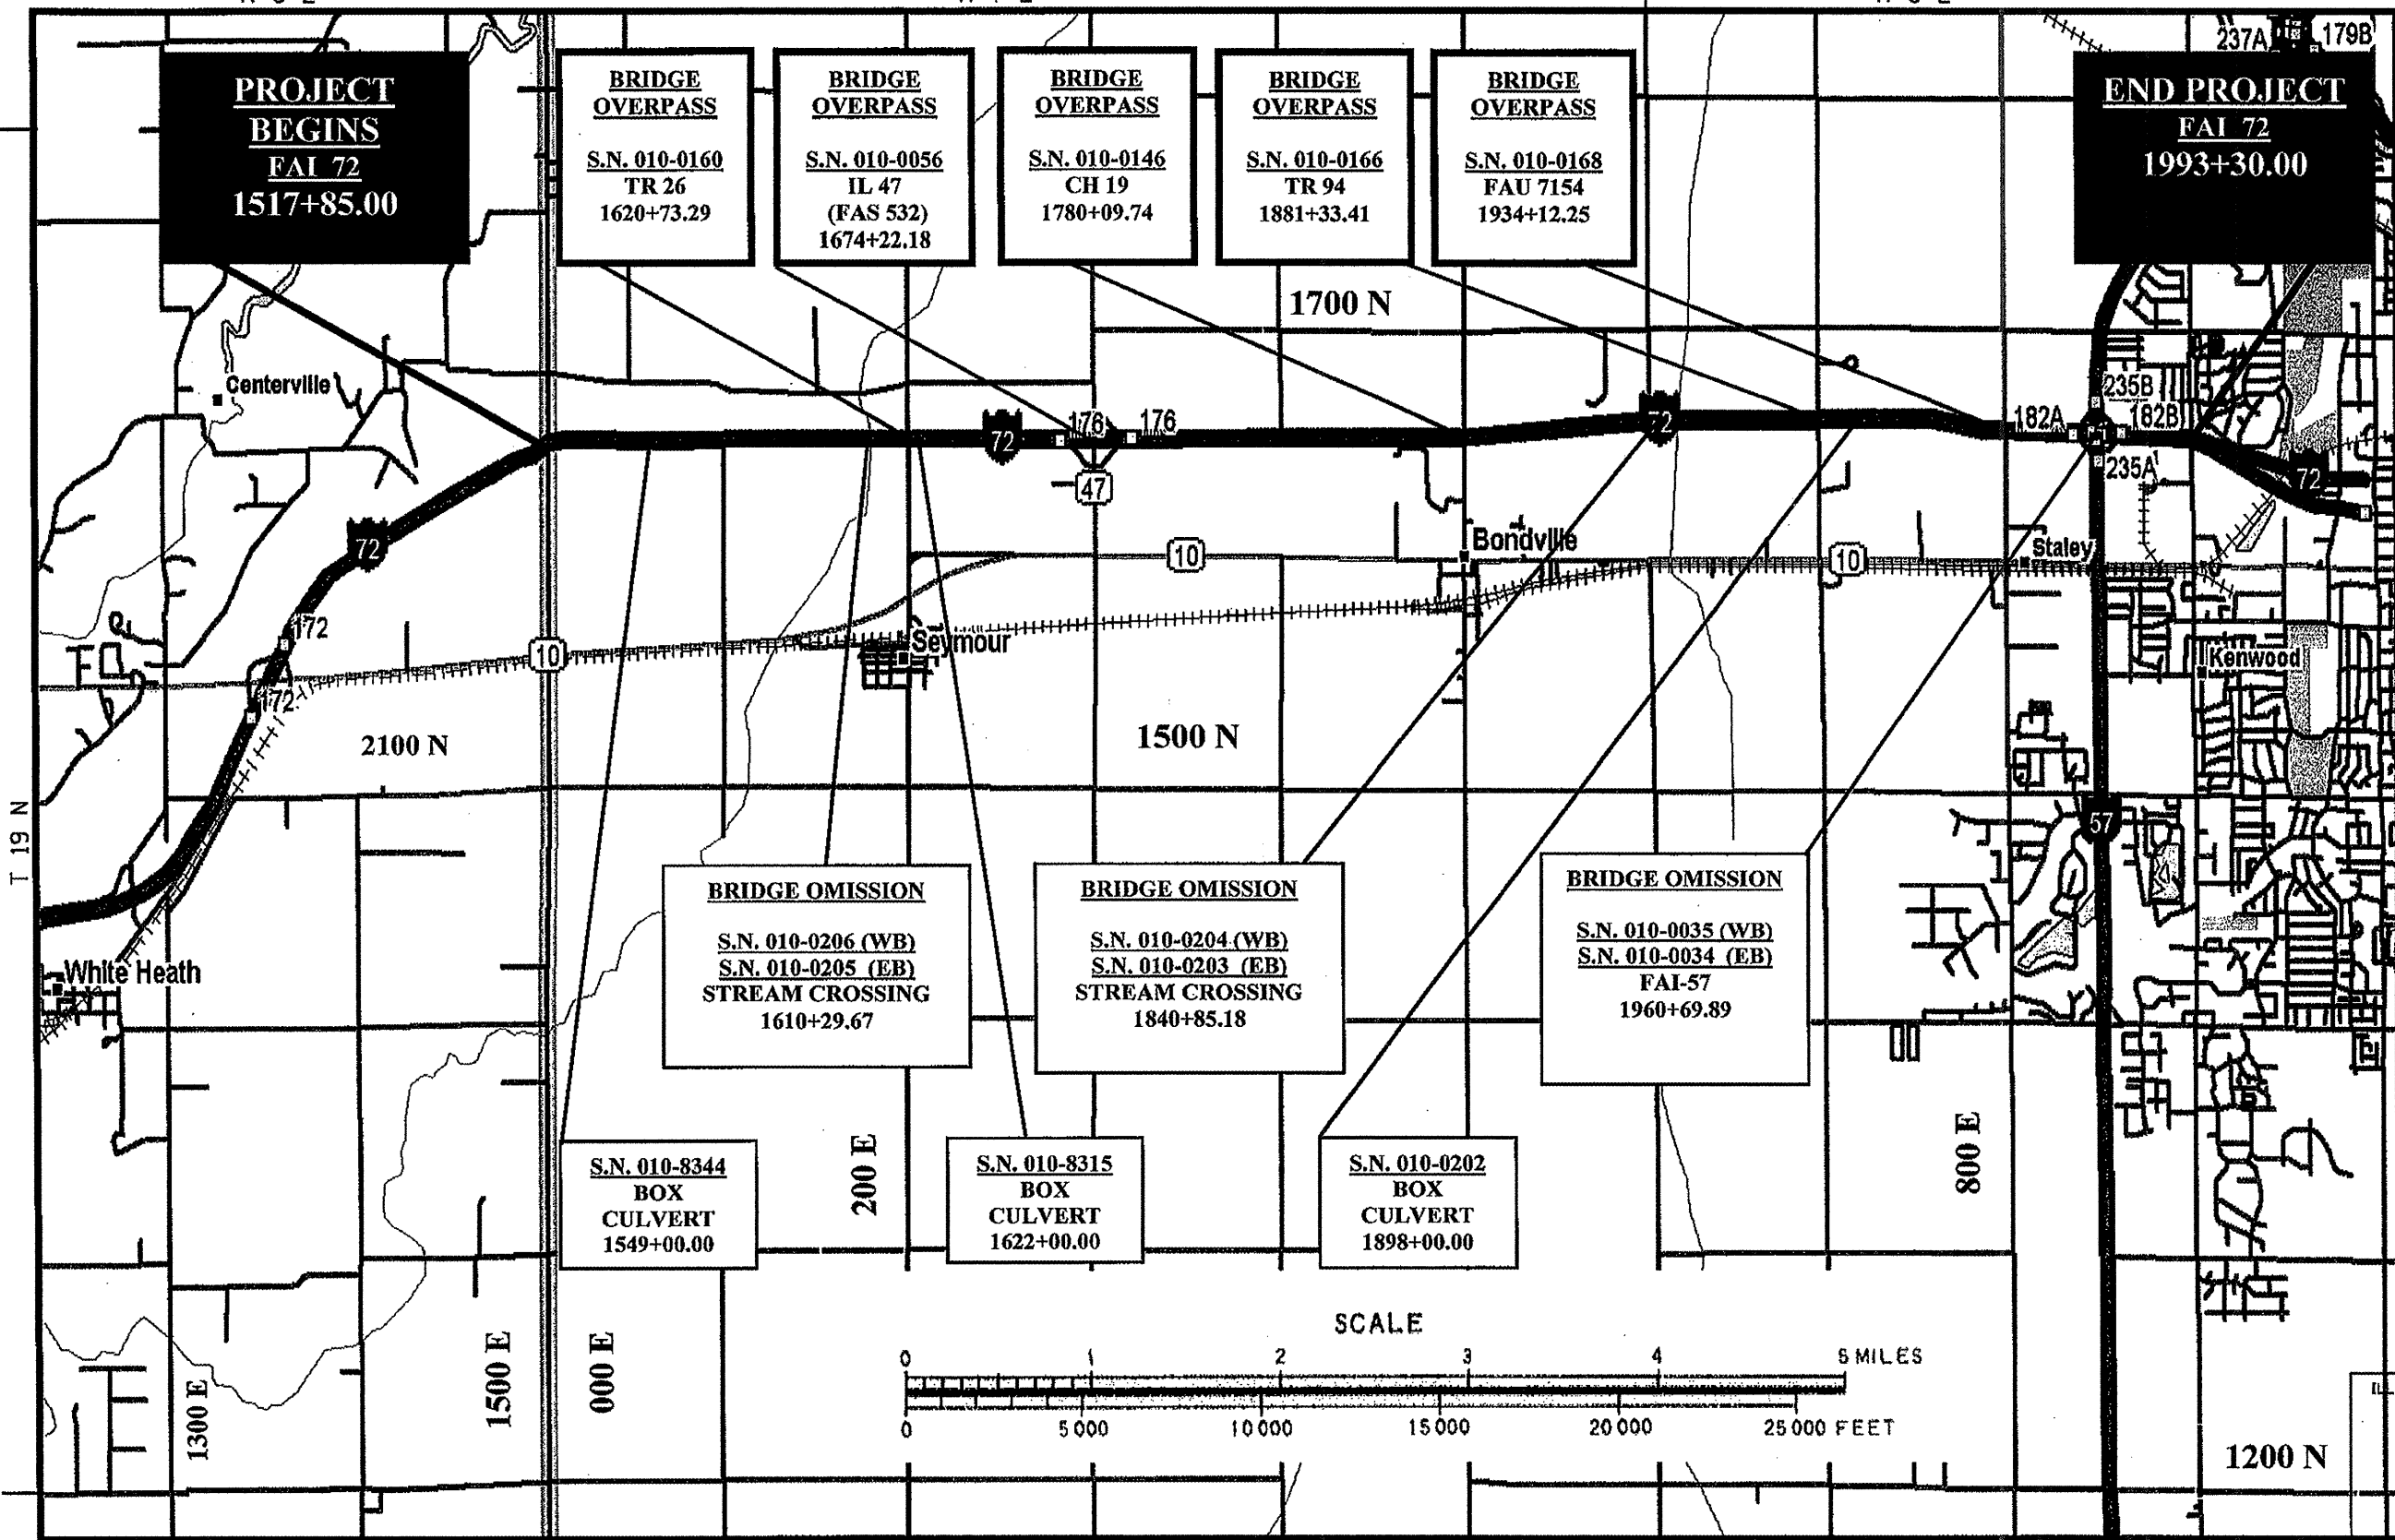 237A
179B
PROJECT
BEGINS
FAI 72
1517+85.00
BRIDGE
OVERPASS
S.N. 010-0160
TR 26
1620+73.29
BRIDGE
OVERPASS
S.N. 010-0056
IL 47
(FAS 532)
1674+22.18
BRIDGE
OVERPASS
S.N. 010-0146
CH 19
1780+09.74
BRIDGE
OVERPASS
S.N. 010-0166
TR 94
1881+33.41
BRIDGE
OVERPASS
S.N. 010-0168
FAU 7154
1934+12.25
END PROJECT
FAI 72
1993+30.00
1700 N
Centerville
235B
72
176
176
72
182A
182B
235A
72
47
72
Bondville
10
10
Staley
172
10
Seymour
Kenwood
172
2100 N
1500 N
T 19 N
57
White Heath
BRIDGE OMISSION
S.N. 010-0206 (WB)
S.N. 010-0205 (EB)
STREAM CROSSING
1610+29.67
BRIDGE OMISSION
S.N. 010-0204 (WB)
S.N. 010-0203 (EB)
STREAM CROSSING
1840+85.18
BRIDGE OMISSION
S.N. 010-0035 (WB)
S.N. 010-0034 (EB)
FAI-57
1960+69.89
S.N. 010-8344
BOX
CULVERT
1549+00.00
200 E
S.N. 010-8315
BOX
CULVERT
1622+00.00
S.N. 010-0202
BOX
CULVERT
1898+00.00
800 E
1300 E
1500 E
000 E
SCALE
0 1 2 3 4 5 MILES
0 5000 10000 15000 20000 25000 FEET
1200 N